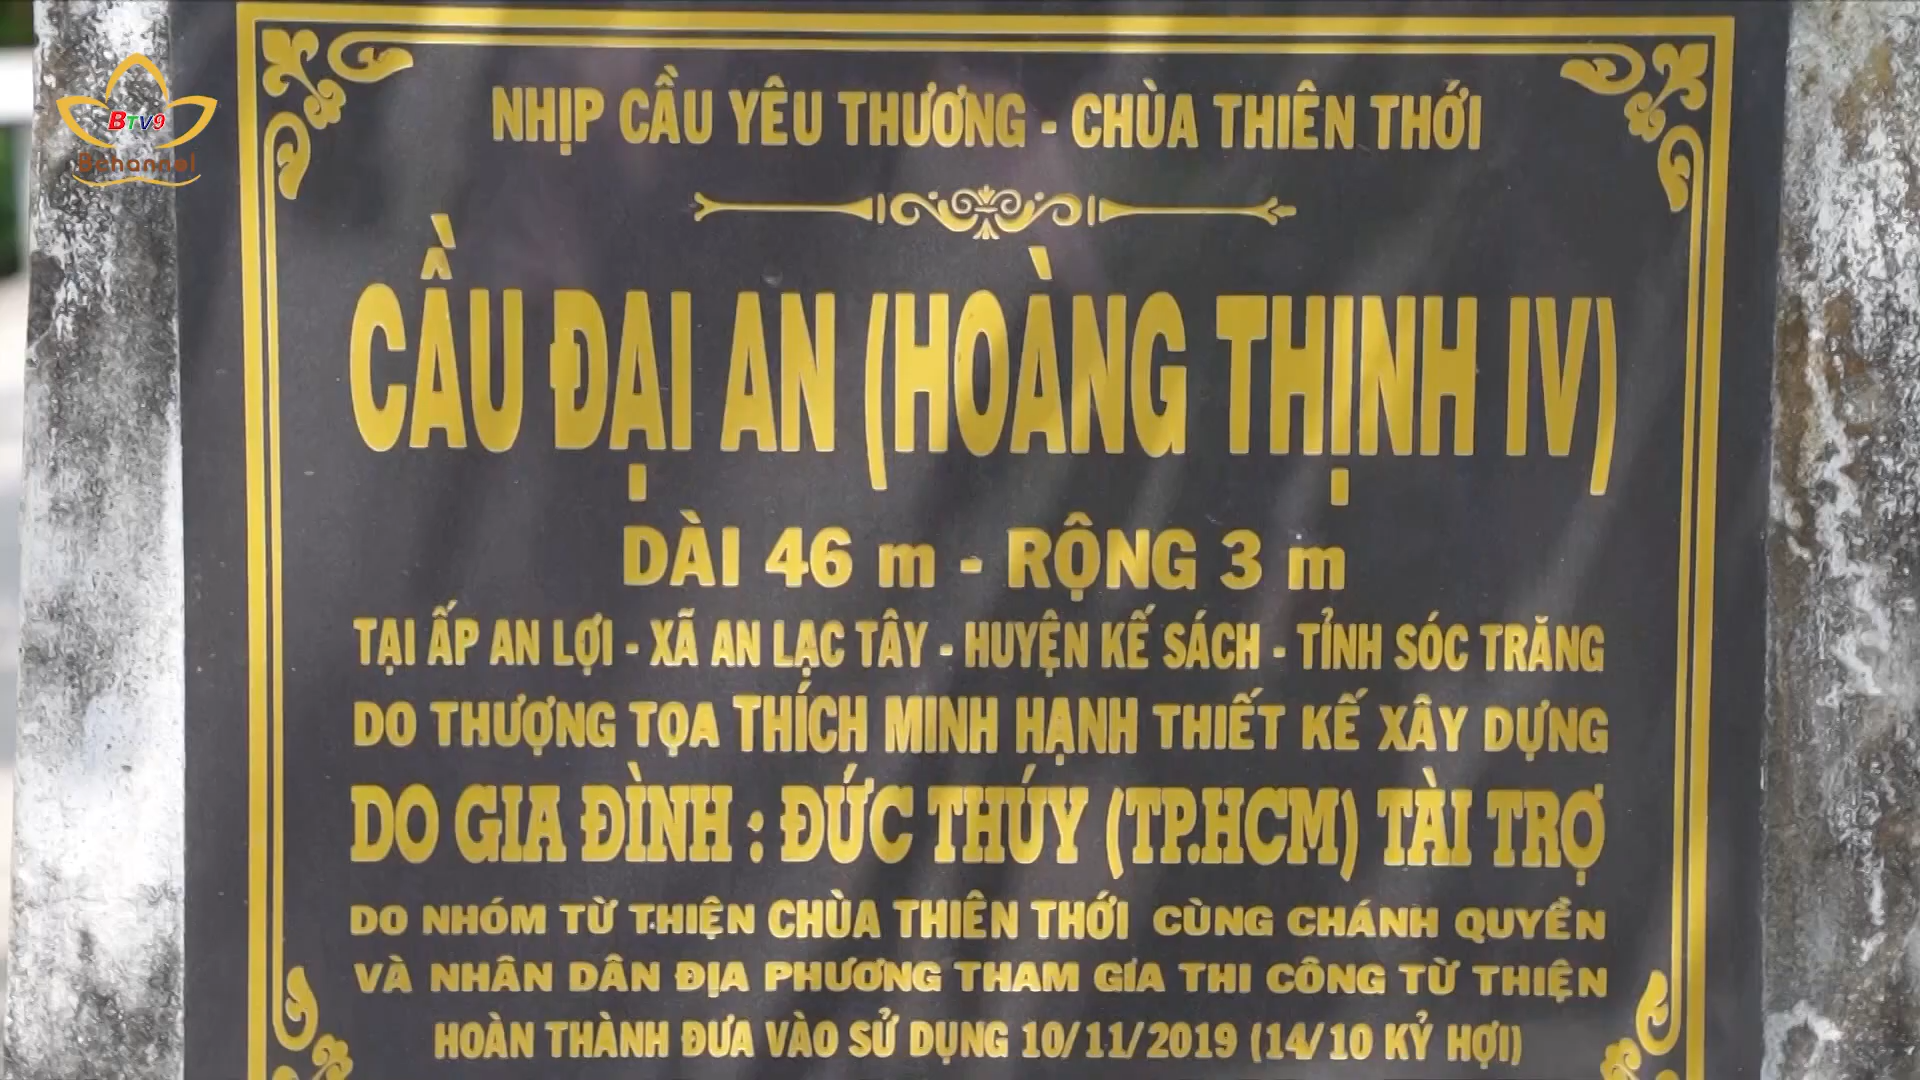 BTV9
Bchannel
NHỊP CẦU YÊU THƯƠNG - CHÙA THIÊN THỚI
CẦU ĐẠI AN (HOÀNG THỊNH IV)
DÀI 46 m - RỘNG 3 m
TẠI ẤP AN LỢI - XÃ AN LẠC TÂY - HUYỆN KẾ SÁCH - TỈNH SÓC TRĂNG
DO THƯỢNG TỌA THÍCH MINH HẠNH THIẾT KẾ XÂY DỰNG
DO GIA ĐÌNH : ĐỨC THÚY (TP.HCM) TÀI TRỢ
DO NHÓM TỪ THIỆN CHÙA THIÊN THỚI CÙNG CHÁNH QUYỀN
VÀ NHÂN DÂN ĐỊA PHƯƠNG THAM GIA THI CÔNG TỪ THIỆN
HOÀN THÀNH ĐƯA VÀO SỬ DỤNG 10/11/2019 (14/10 KỶ HỢI)